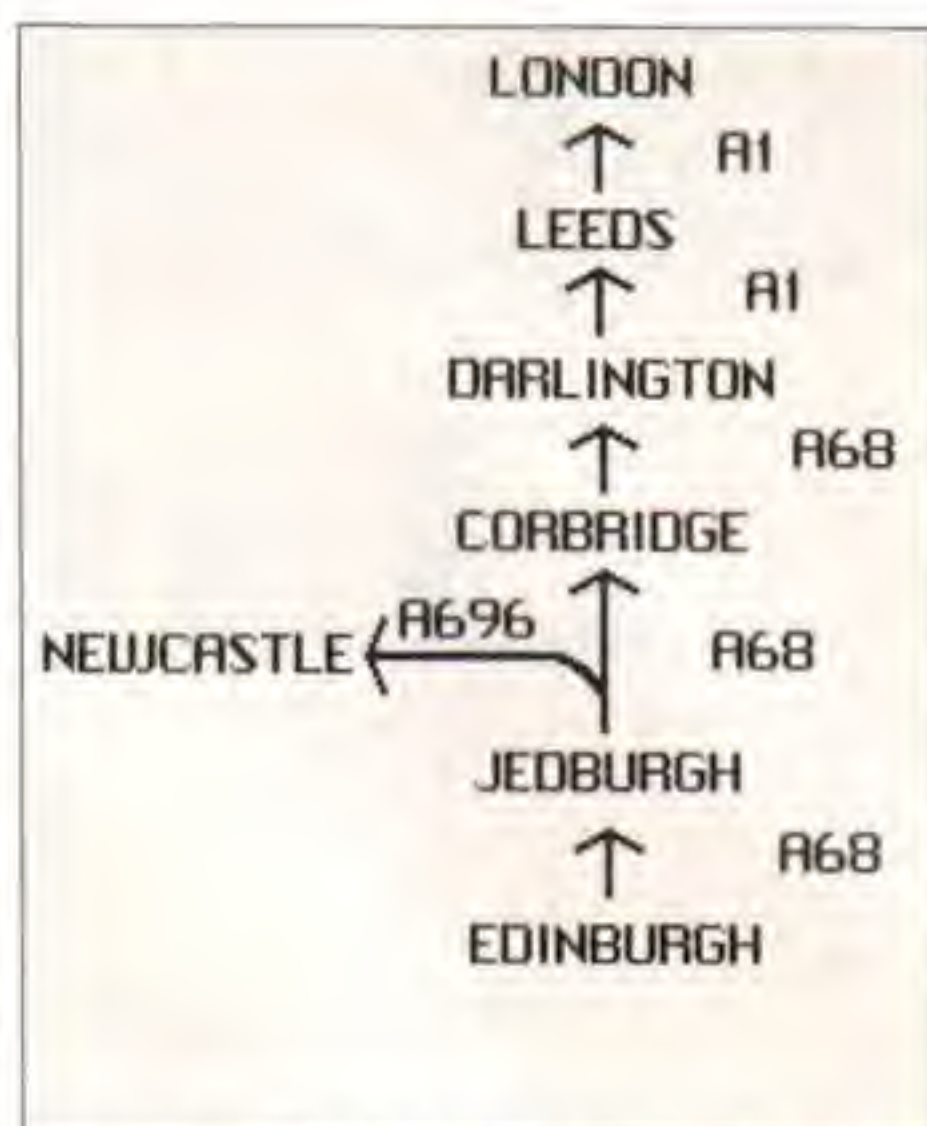 LONDON
A1
LEEDS
A1
DARLINGTON
A68
CORBRIDGE
A696
NEWCASTLE
A68
JEDBURGH
A68
EDINBURGH